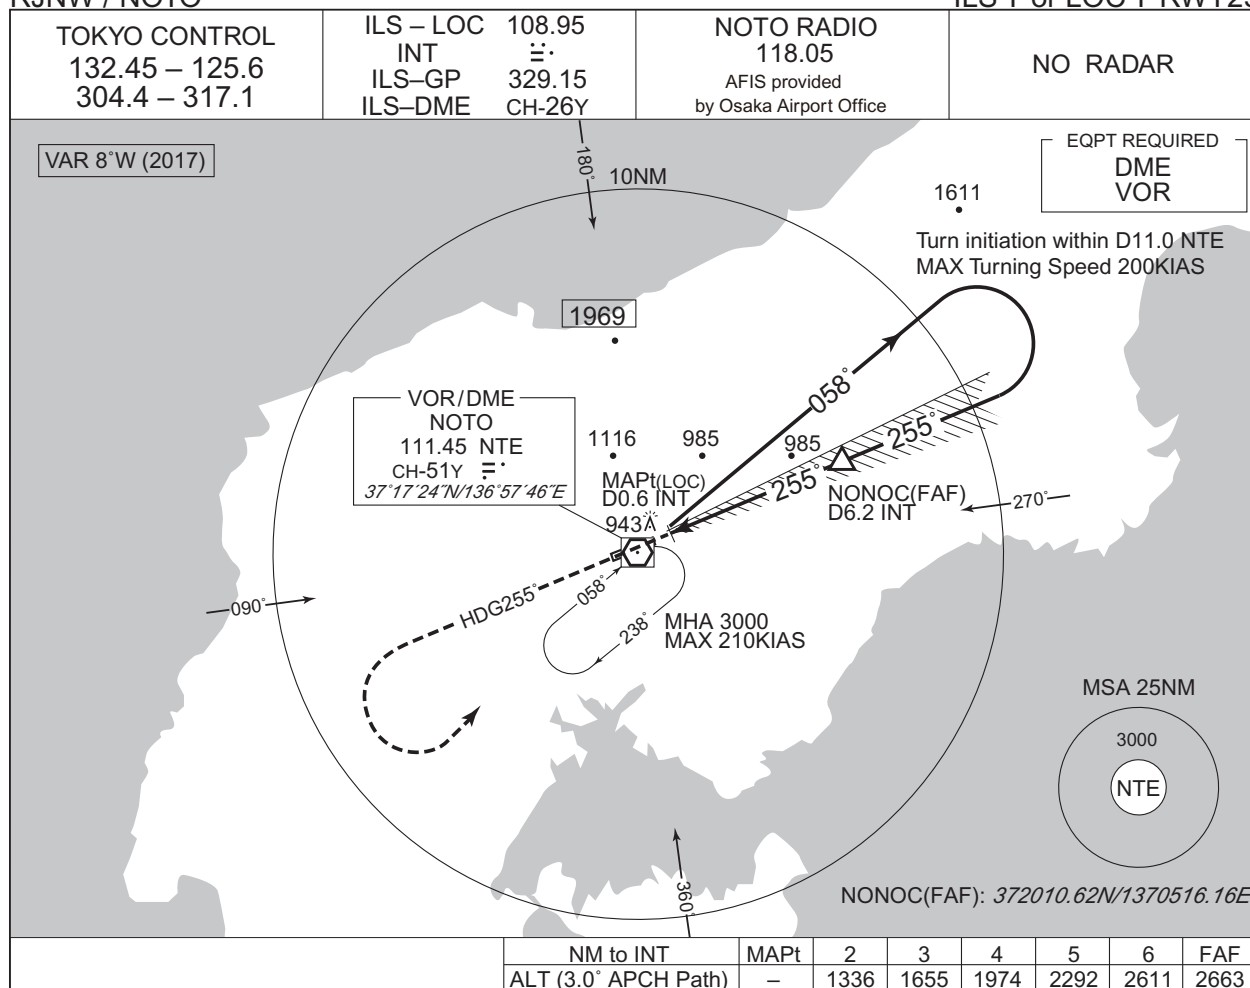 RJNW / NOTO
TOKYO CONTROL
132.45 – 125.6
304.4 – 317.1
ILS – LOC 108.95
INT
ILS–GP 329.15
ILS–DME CH-26Y
NOTO RADIO
118.05
AFIS provided
by Osaka Airport Office
NO RADAR
VAR 8°W (2017)
180°
10NM
EQPT REQUIRED
DME
VOR
1611
Turn initiation within D11.0 NTE
MAX Turning Speed 200KIAS
1969
058°
VOR/DME
NOTO
111.45 NTE
CH-51Y
37°17´24˝N/136°57´46˝E
1116
985
985
255°
255°
MAPt(LOC)
D0.6 INT
NONOC(FAF)
D6.2 INT
270°
943
090°
HDG255°
058°
238°
MHA 3000
MAX 210KIAS
MSA 25NM
3000
NTE
360°
NONOC(FAF): 372010.62N/1370516.16E
NM to INT MAPt 2 3 4 5 6 FAF
ALT (3.0° APCH Path) – 1336 1655 1974 2292 2611 2663